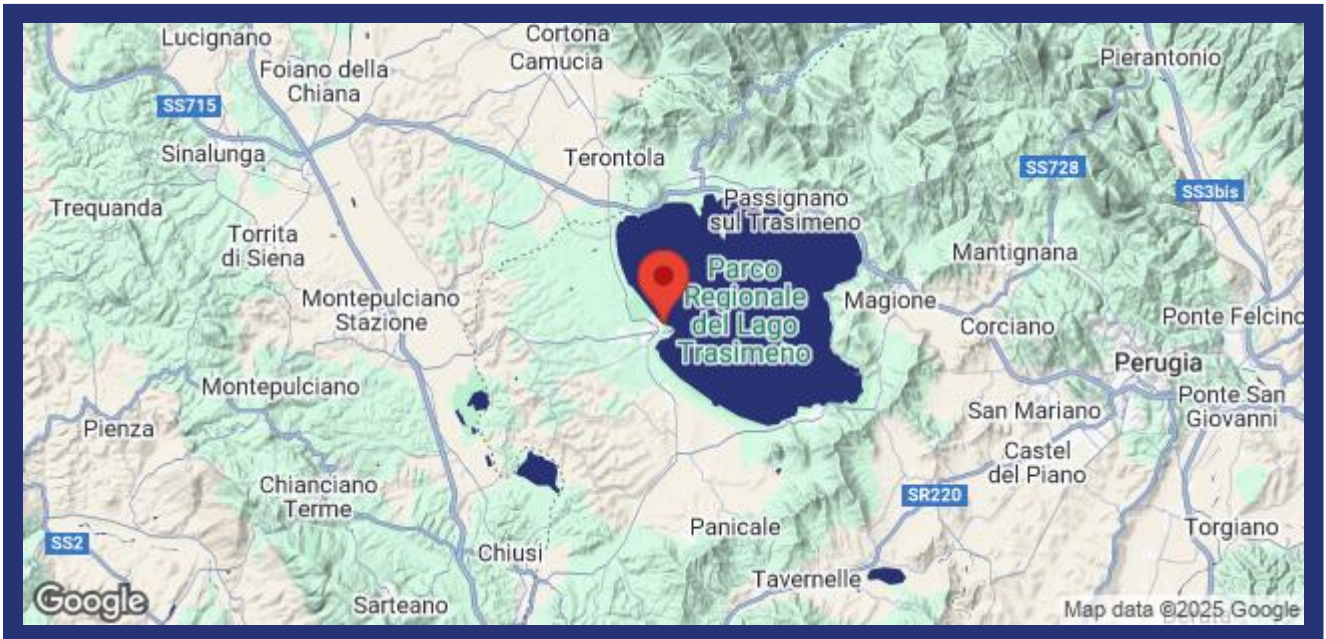 Lucignano
Cortona
Camucia
Pierantonio
Foiano della
Chiana
SS715
Sinalunga
Terontola
SS728
SS3bis
Trequanda
Passignano
sul Trasimeno
Torrita
di Siena
Mantignana
Parco
Regionale
del Lago
Trasimeno
Montepulciano
Stazione
Magione
Corciano
Ponte Felcino
Perugia
Montepulciano
Pienza
San Mariano
Ponte San
Giovanni
Castel
del Piano
Chianciano
Terme
SR220
SS2
Chiusi
Panicale
Torgiano
Tavernelle
Sarteano
Google
Map data ©2025 Google